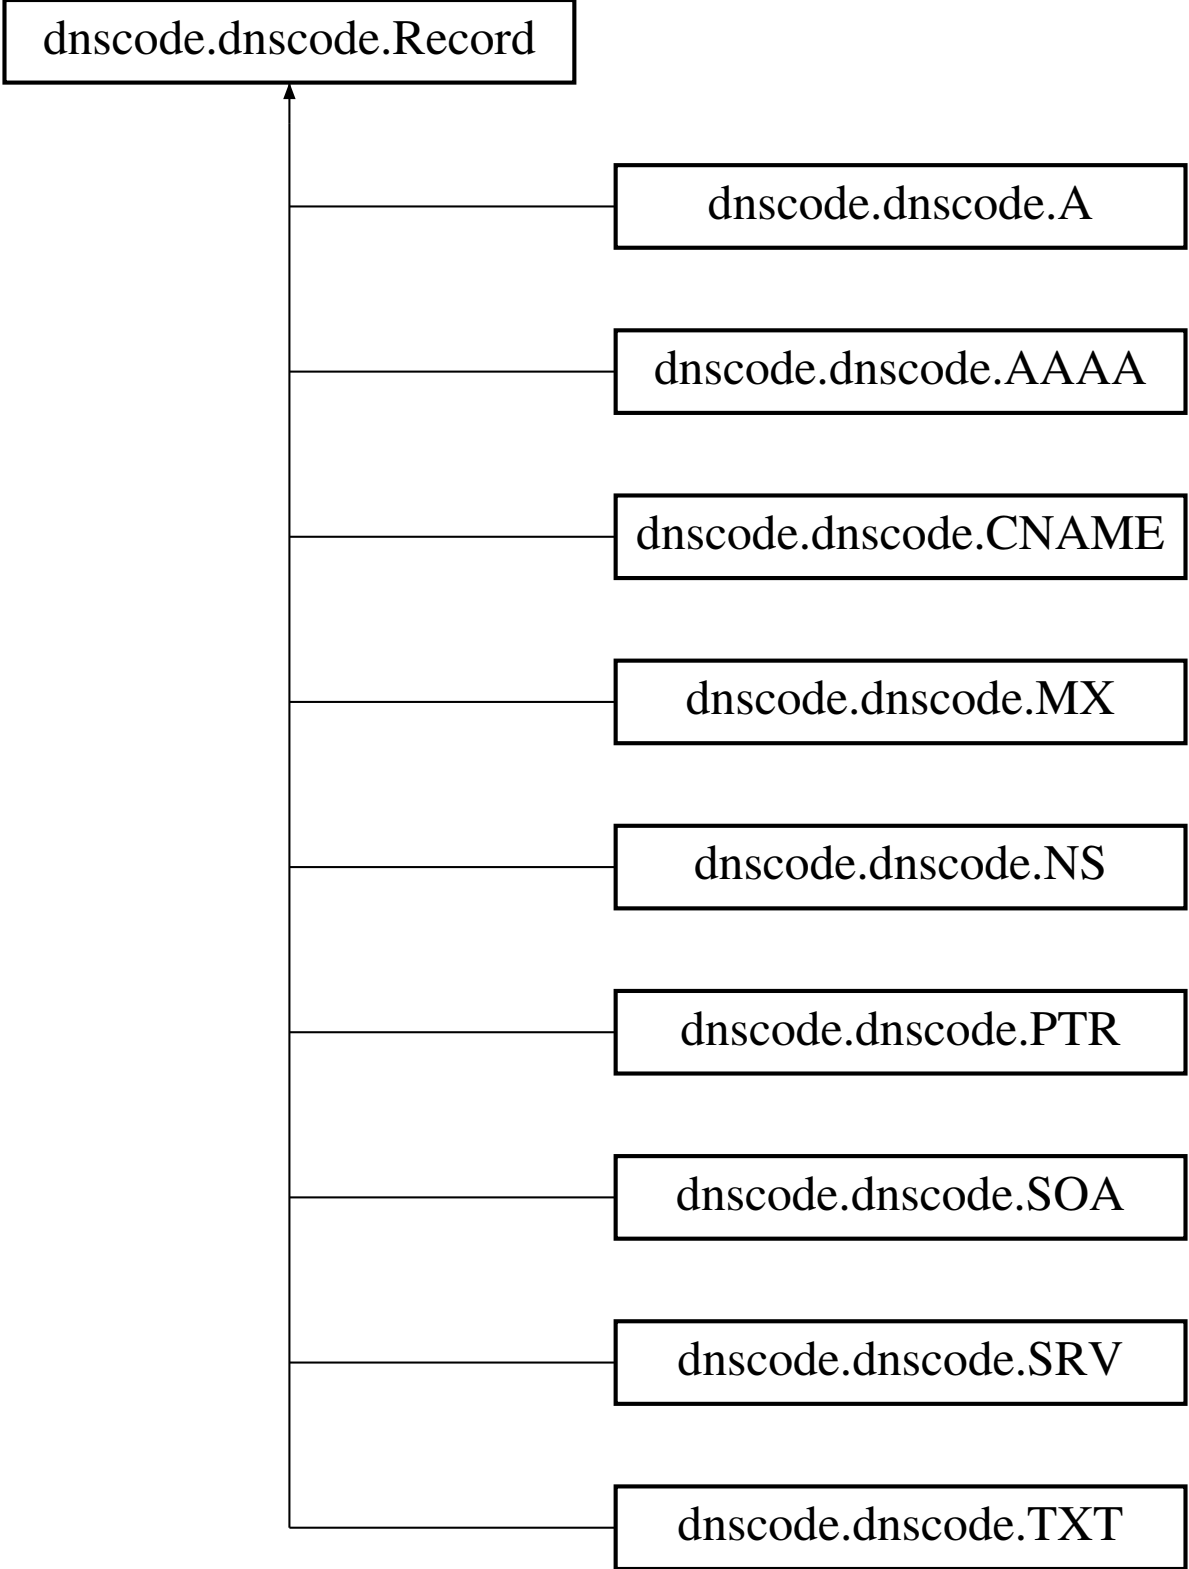 dnscode.dnscode.Record
dnscode.dnscode.A
dnscode.dnscode.AAAA
dnscode.dnscode.CNAME
dnscode.dnscode.MX
dnscode.dnscode.NS
dnscode.dnscode.PTR
dnscode.dnscode.SOA
dnscode.dnscode.SRV
dnscode.dnscode.TXT